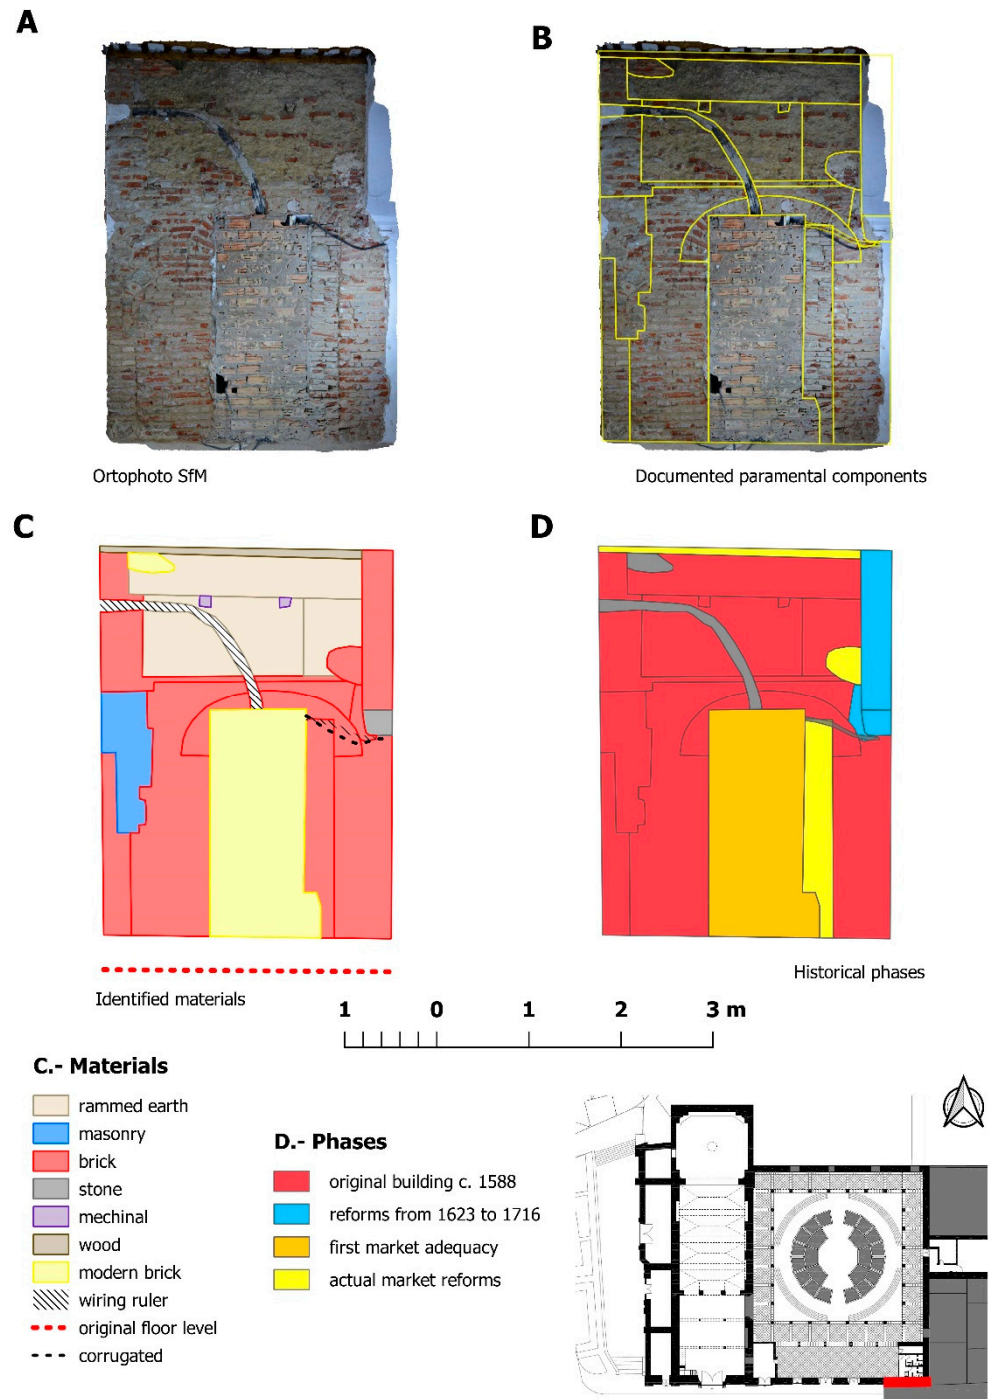 A
B
Ortophoto SfM
Documented paramental components
C
D
Identified materials
Historical phases
1 0 1 2 3 m
C.- Materials
rammed earth
masonry
brick
stone
mechinal
wood
modern brick
wiring ruler
original floor level
corrugated
D.- Phases
original building c. 1588
reforms from 1623 to 1716
first market adequacy
actual market reforms